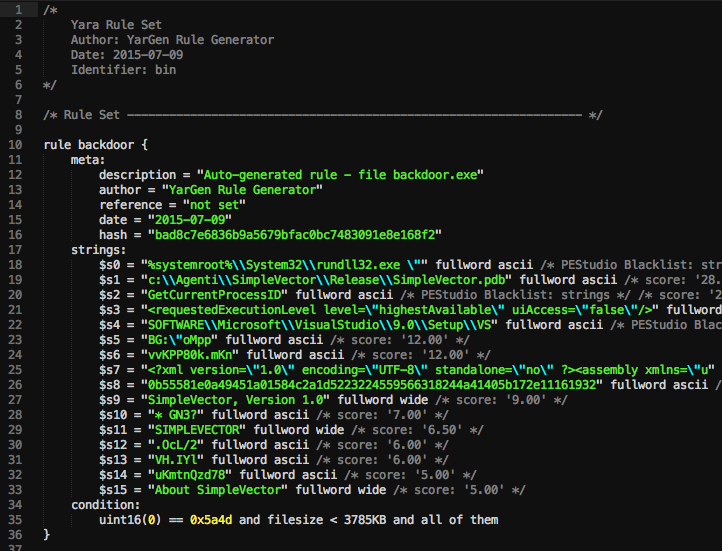 1 /*
2 Yara Rule Set
3 Author: YarGen Rule Generator
4 Date: 2015-07-09
5 Identifier: bin
6 */
7
8 /* Rule Set ----------------------------------------------------------------- */
9
10 rule backdoor {
11 meta:
12 description = "Auto-generated rule - file backdoor.exe"
13 author = "YarGen Rule Generator"
14 reference = "not set"
15 date = "2015-07-09"
16 hash = "bad8c7e6836b9a5679bfac0bc7483091e8e168f2"
17 strings:
18 $s0 = "%systemroot%\\System32\\rundll32.exe \"" fullword ascii /* PEStudio Blacklist: str
19 $s1 = "c:\\Agenti\\SimpleVector\\Release\\SimpleVector.pdb" fullword ascii /* score: '28.
20 $s2 = "GetCurrentProcessID" fullword ascii /* PEStudio Blacklist: strings */ /* score: '2
21 $s3 = "<requestedExecutionLevel level=\"highestAvailable\" uiAccess=\"false\"/>" fullword
22 $s4 = "SOFTWARE\\Microsoft\\VisualStudio\\9.0\\Setup\\VS" fullword ascii /* PEStudio Blac
23 $s5 = "BG:\"oMpp" fullword ascii /* score: '12.00' */
24 $s6 = "vvKPP80k.mKn" fullword ascii /* score: '12.00' */
25 $s7 = "<?xml version=\"1.0\" encoding=\"UTF-8\" standalone=\"no\" ?><assembly xmlns=\"u"
26 $s8 = "0b55581e0a49451a01584c2a1d5223224559566318244a41405b172e11161932" fullword ascii /
27 $s9 = "SimpleVector, Version 1.0" fullword wide /* score: '9.00' */
28 $s10 = "* GN3?" fullword ascii /* score: '7.00' */
29 $s11 = "SIMPLEVECTOR" fullword wide /* score: '6.50' */
30 $s12 = ".OcL/2" fullword ascii /* score: '6.00' */
31 $s13 = "VH.IYl" fullword ascii /* score: '6.00' */
32 $s14 = "uKmtnQzd78" fullword ascii /* score: '5.00' */
33 $s15 = "About SimpleVector" fullword wide /* score: '5.00' */
34 condition:
35 uint16(0) == 0x5a4d and filesize < 3785KB and all of them
36 }
37